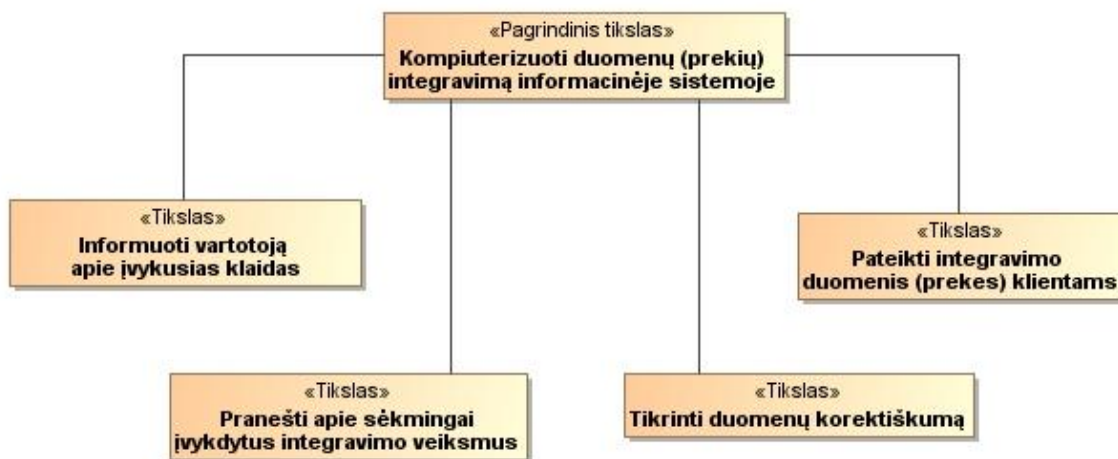 «Pagrindinis tikslas»
Kompiuterizuoti duomenų (prekių)
integravimą informacinėje sistemoje
«Tikslas»
Informuoti vartotoją
apie įvykusias klaidas
«Tikslas»
Pateikti integravimo
duomenis (prekes) klientams
«Tikslas»
Pranešti apie sėkmingai
įvykdytus integravimo veiksmus
«Tikslas»
Tikrinti duomenų korektiškumą